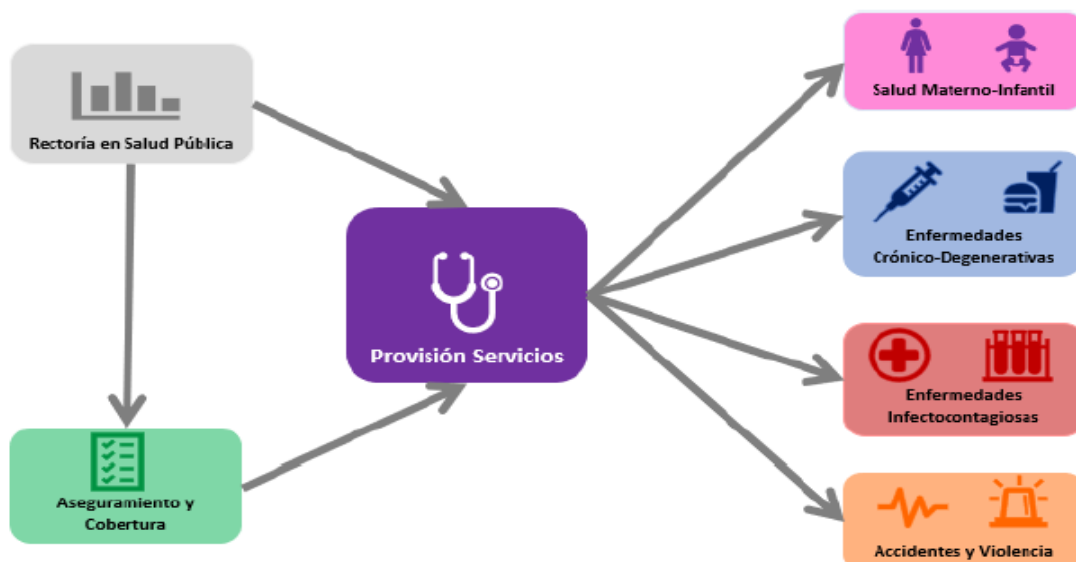 Rectoría en Salud Pública
Aseguramiento y
Cobertura
Provisión Servicios
Salud Materno-Infantil
Enfermedades
Crónico-Degenerativas
Enfermedades
Infectocontagiosas
Accidentes y Violencia